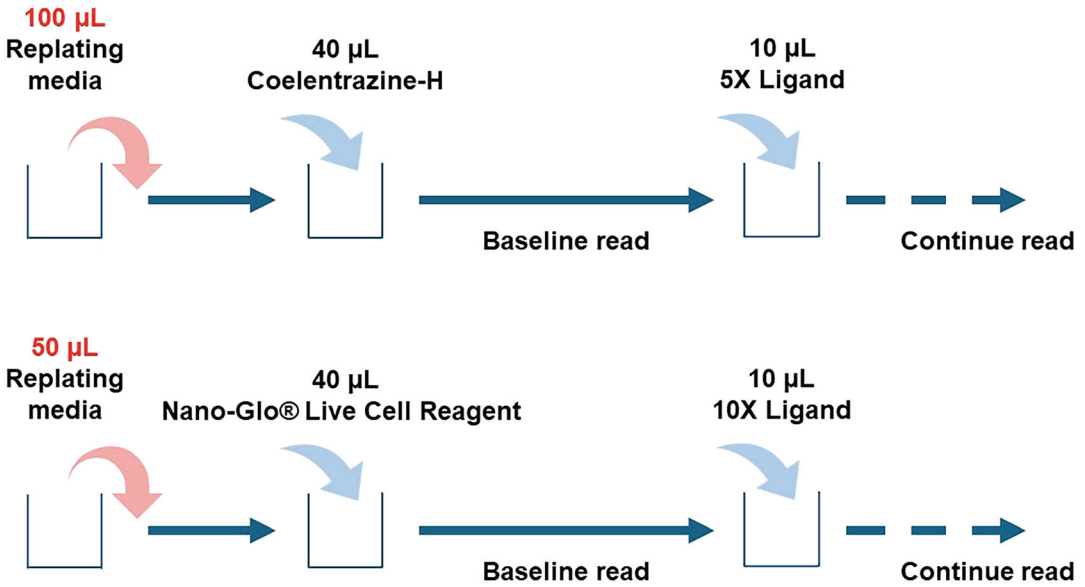 100 µL
Replating
media
40 µL
Coelentrazine-H
10 µL
5X Ligand
Baseline read
Continue read
50 µL
Replating
media
40 µL
Nano-Glo® Live Cell Reagent
10 µL
10X Ligand
Baseline read
Continue read